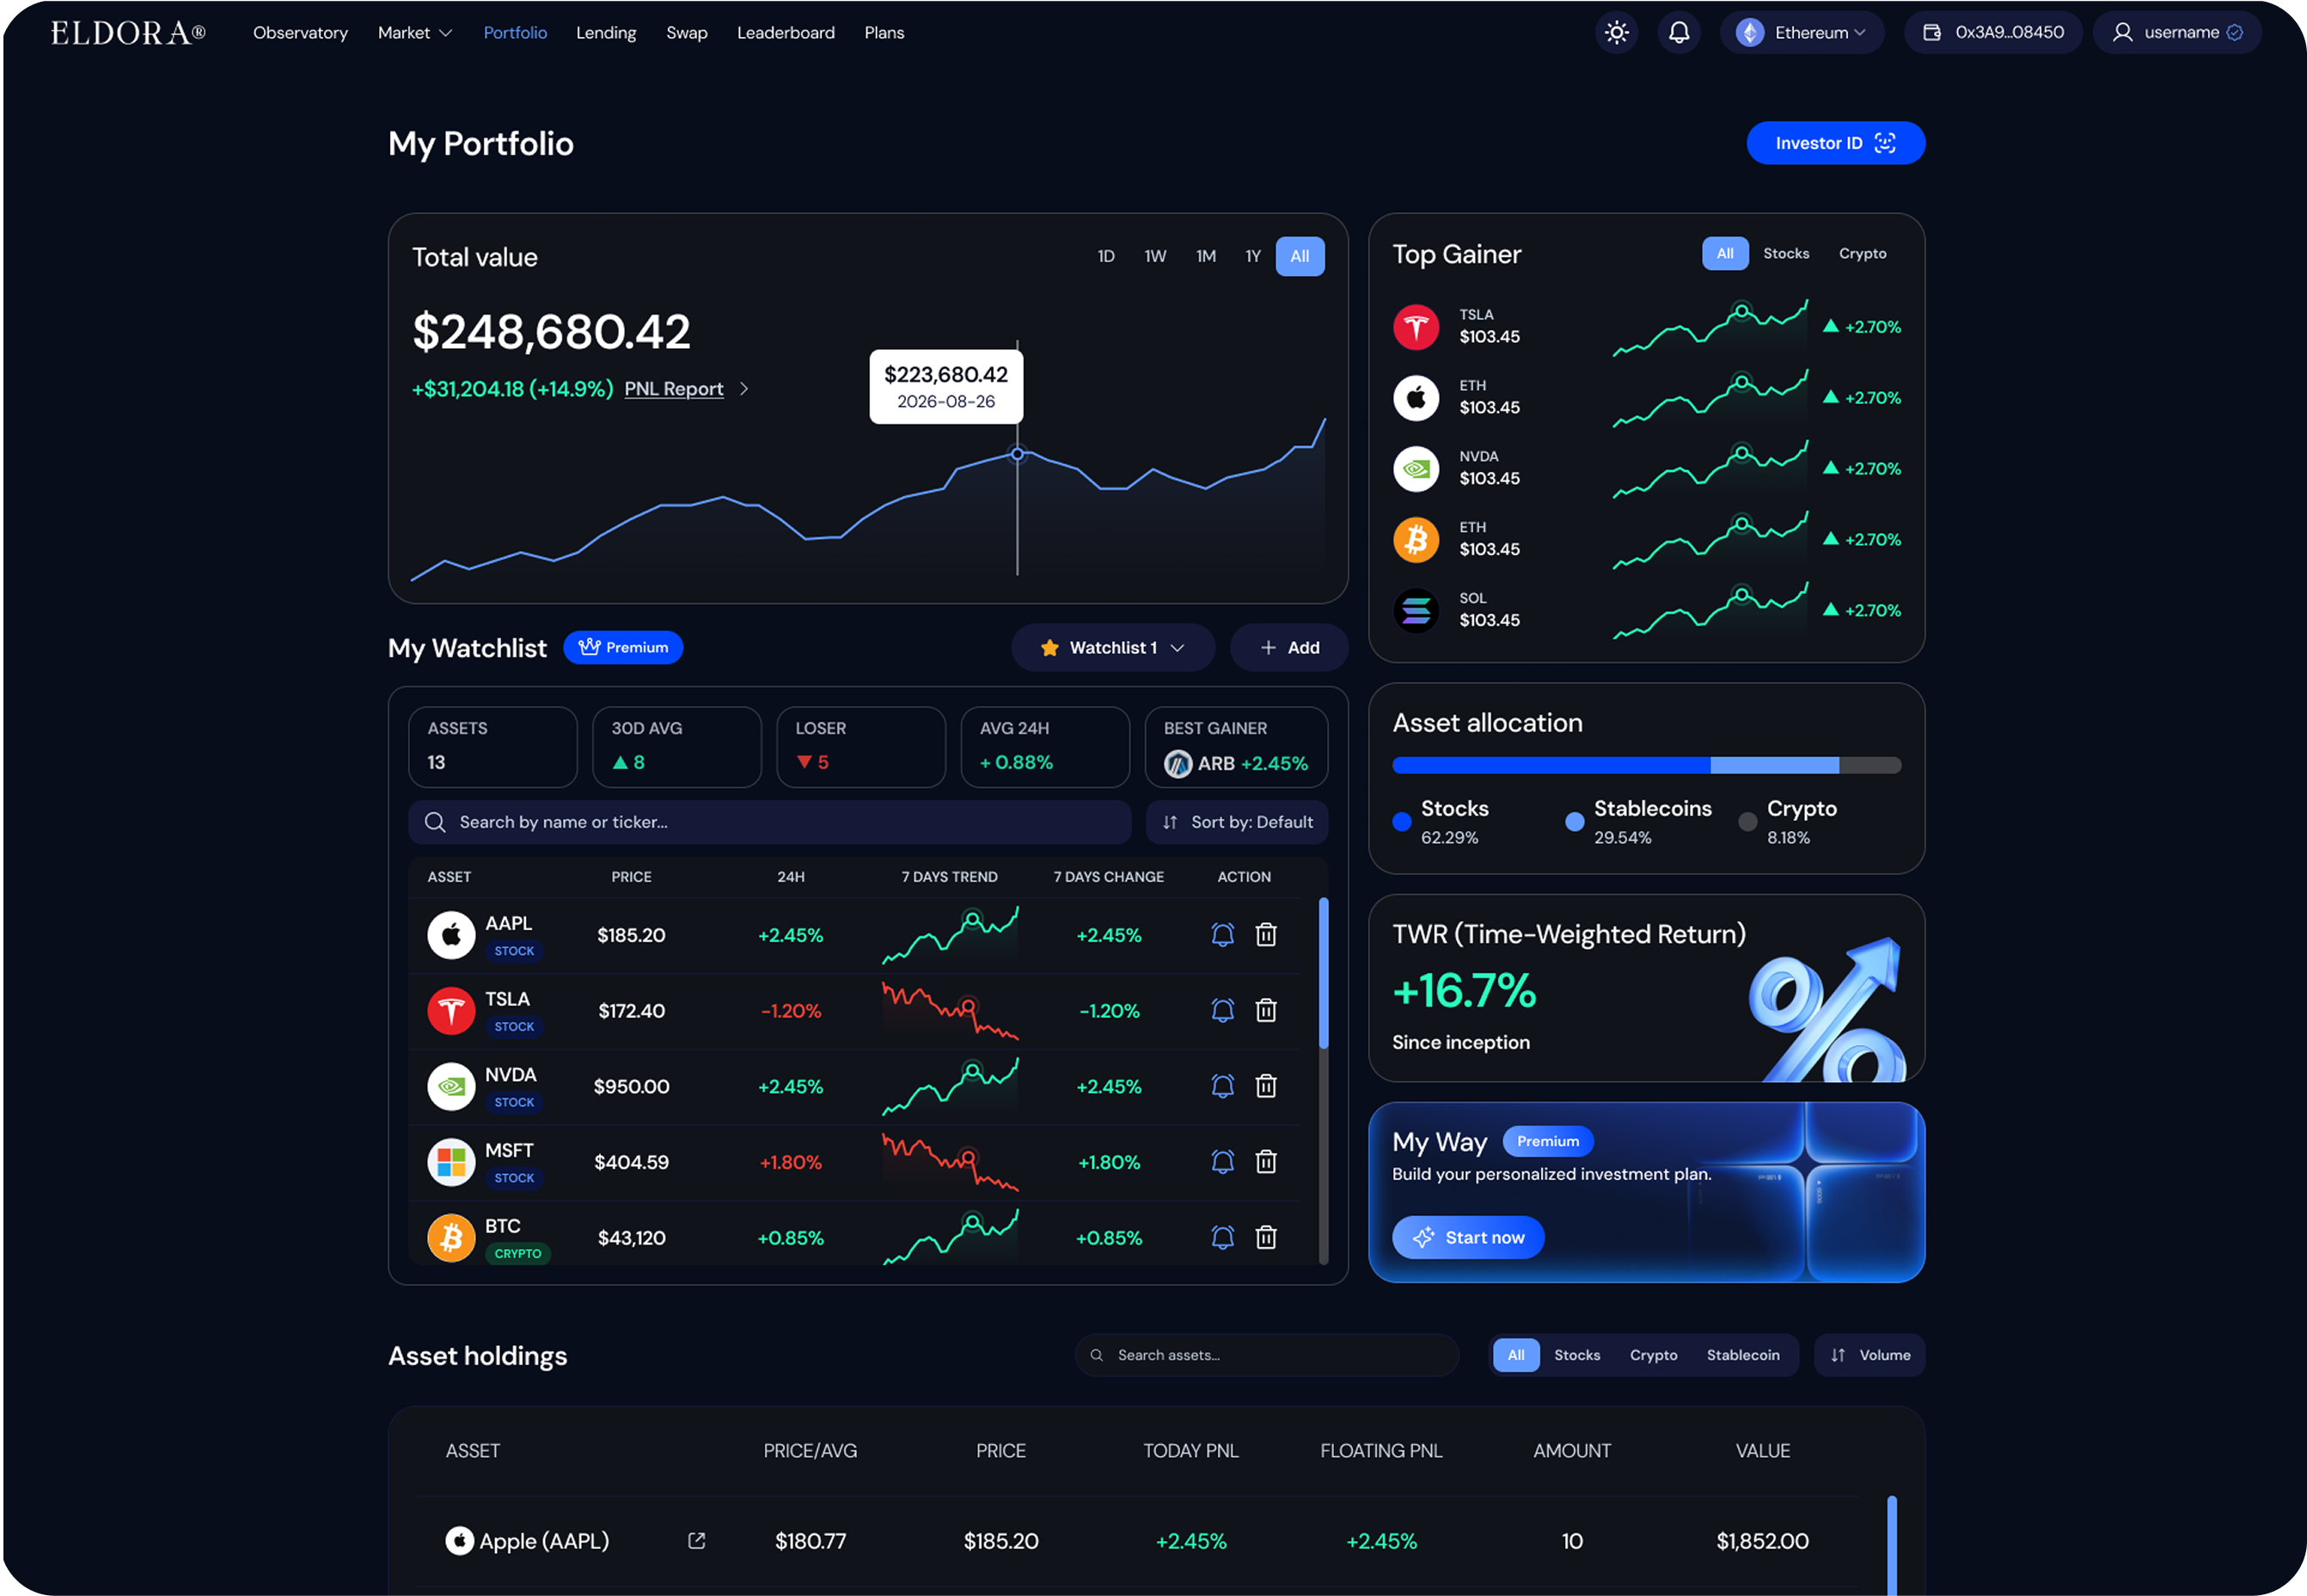 ELDORA®
Observatory
Market
Portfolio
Lending
Swap
Leaderboard
Plans
Ethereum
0x3A9...08450
username
My Portfolio
Investor ID
Total value
1D 1W 1M 1Y All
$248,680.42
+$31,204.18 (+14.9%) PNL Report
$223,680.42
2026-08-26
Top Gainer
All Stocks Crypto
TSLA
$103.45
+2.70%
ETH
$103.45
+2.70%
NVDA
$103.45
+2.70%
ETH
$103.45
+2.70%
SOL
$103.45
+2.70%
My Watchlist
Premium
Watchlist 1
+ Add
ASSETS
13
30D AVG
▲ 8
LOSER
▼ 5
AVG 24H
+ 0.88%
BEST GAINER
ARB +2.45%
Search by name or ticker...
Sort by: Default
ASSET PRICE 24H 7 DAYS TREND 7 DAYS CHANGE ACTION
AAPL
STOCK
$185.20 +2.45% +2.45%
TSLA
STOCK
$172.40 -1.20% -1.20%
NVDA
STOCK
$950.00 +2.45% +2.45%
MSFT
STOCK
$404.59 +1.80% +1.80%
BTC
CRYPTO
$43,120 +0.85% +0.85%
Asset allocation
Stocks
62.29%
Stablecoins
29.54%
Crypto
8.18%
TWR (Time-Weighted Return)
+16.7%
Since inception
My Way
Premium
Build your personalized investment plan.
Start now
Asset holdings
Search assets...
All Stocks Crypto Stablecoin
Volume
ASSET PRICE/AVG PRICE TODAY PNL FLOATING PNL AMOUNT VALUE
Apple (AAPL) $180.77 $185.20 +2.45% +2.45% 10 $1,852.00